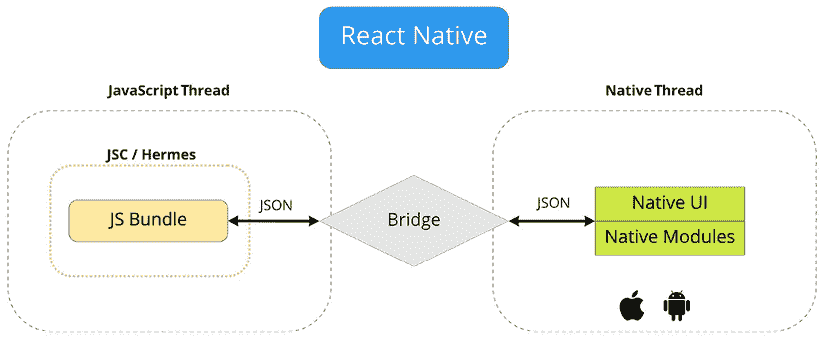 React Native
JavaScript Thread
Native Thread
JSC / Hermes
JS Bundle
JSON
Bridge
JSON
Native UI
Native Modules